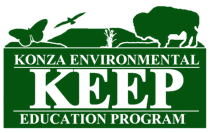 KONZA ENVIRONMENTAL
KEEP
EDUCATION PROGRAM